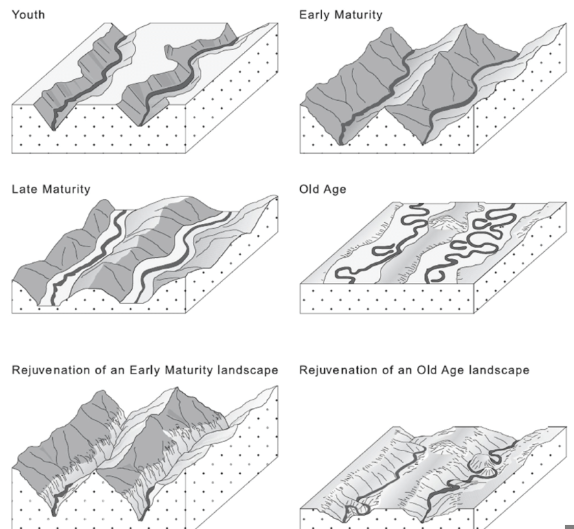 Youth
Early Maturity
Late Maturity
Old Age
Rejuvenation of an Early Maturity landscape
Rejuvenation of an Old Age landscape